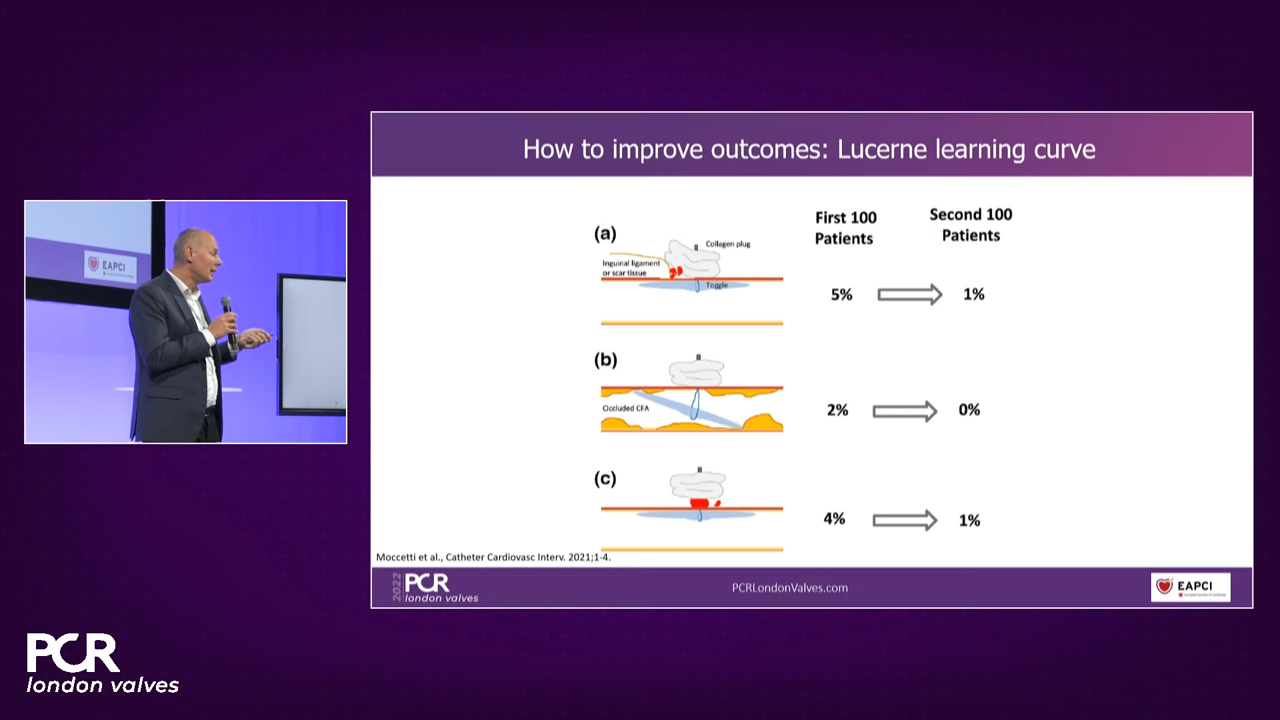 How to improve outcomes: Lucerne learning curve
First 100
Patients
Second 100
Patients
(a)
Collagen plug
Inguinal ligament
or scar tissue
Toggle
5%
1%
(b)
Occluded CFA
2%
0%
(c)
4%
1%
Moccetti et al., Catheter Cardiovasc Interv. 2021;1-4.
2022
PCR
london valves
PCRLondonValves.com
EAPCI
EAPCI
PCR
london valves